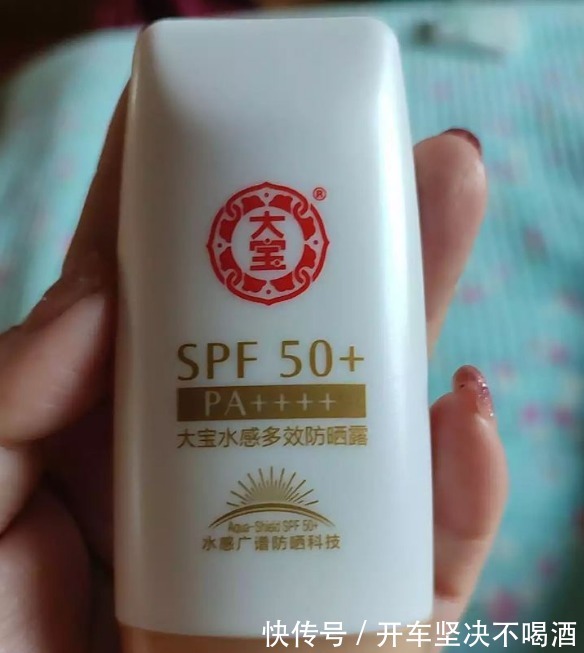 大宝
®
SPF 50+
PA++++
大宝水感多效防晒露
Aqua-Shield SPF 50+
水感广谱防晒科技
快传号 / 开车坚决不喝酒